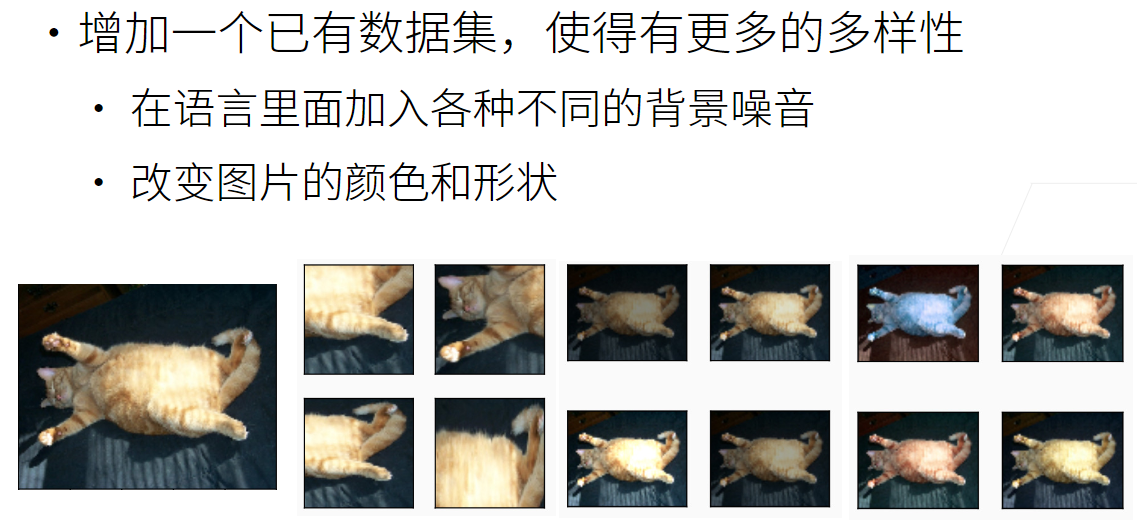 • 增加一个已有数据集，使得有更多的多样性
• 在语言里面加入各种不同的背景噪音
• 改变图片的颜色和形状